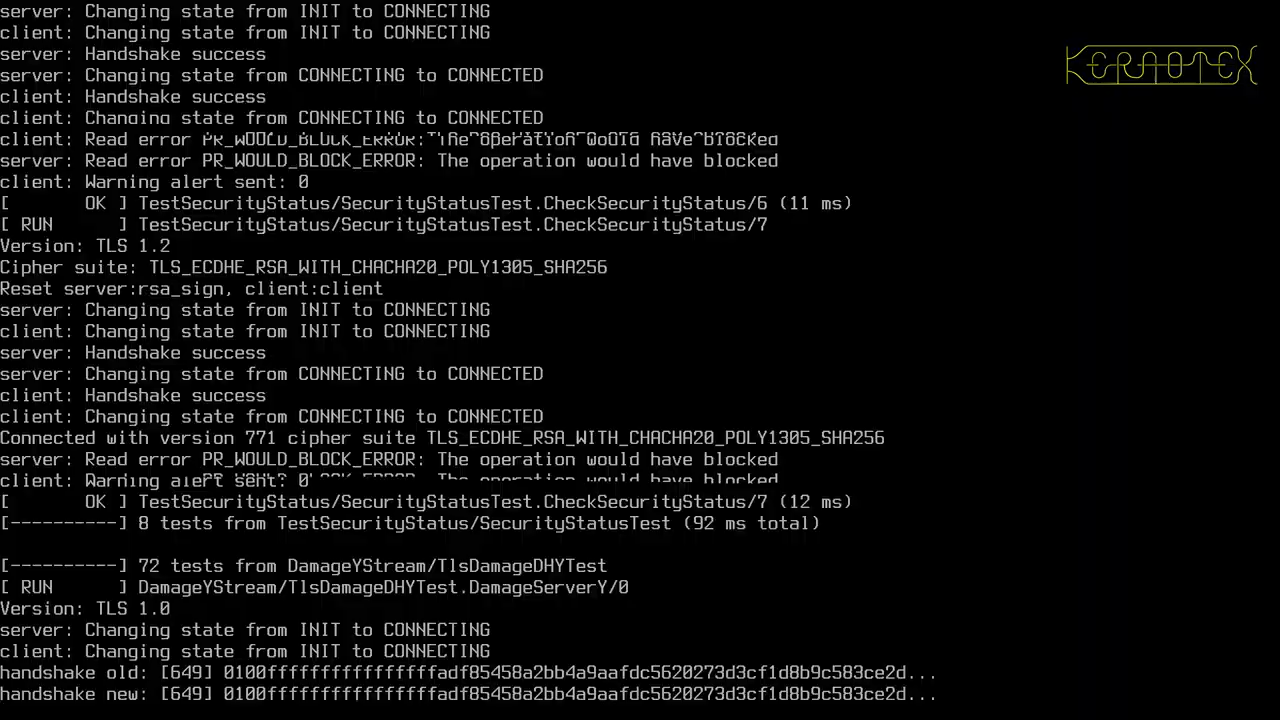 server: Changing state from INIT to CONNECTING
client: Changing state from INIT to CONNECTING
server: Handshake success
server: Changing state from CONNECTING to CONNECTED
client: Handshake success
client: Changing state from CONNECTING to CONNECTED
client: Read error PR_WOULD_BLOCK_ERROR: The operation would have blocked
server: Read error PR_WOULD_BLOCK_ERROR: The operation would have blocked
client: Warning alert sent: 0
[       OK ] TestSecurityStatus/SecurityStatusTest.CheckSecurityStatus/6 (11 ms)
[ RUN      ] TestSecurityStatus/SecurityStatusTest.CheckSecurityStatus/7
Version: TLS 1.2
Cipher suite: TLS_ECDHE_RSA_WITH_CHACHA20_POLY1305_SHA256
Reset server:rsa_sign, client:client
server: Changing state from INIT to CONNECTING
client: Changing state from INIT to CONNECTING
server: Handshake success
server: Changing state from CONNECTING to CONNECTED
client: Handshake success
client: Changing state from CONNECTING to CONNECTED
Connected with version 771 cipher suite TLS_ECDHE_RSA_WITH_CHACHA20_POLY1305_SHA256
server: Read error PR_WOULD_BLOCK_ERROR: The operation would have blocked
client: Warning alert sent: 0
[       OK ] TestSecurityStatus/SecurityStatusTest.CheckSecurityStatus/7 (12 ms)
[----------] 8 tests from TestSecurityStatus/SecurityStatusTest (92 ms total)
[----------] 72 tests from DamageYStream/TlsDamageDHYTest
[ RUN      ] DamageYStream/TlsDamageDHYTest.DamageServerY/0
Version: TLS 1.0
server: Changing state from INIT to CONNECTING
client: Changing state from INIT to CONNECTING
handshake old: [649] 0100ffffffffffffffffadf85458a2bb4a9aafdc5620273d3cf1d8b9c583ce2d...
handshake new: [649] 0100ffffffffffffffffadf85458a2bb4a9aafdc5620273d3cf1d8b9c583ce2d...